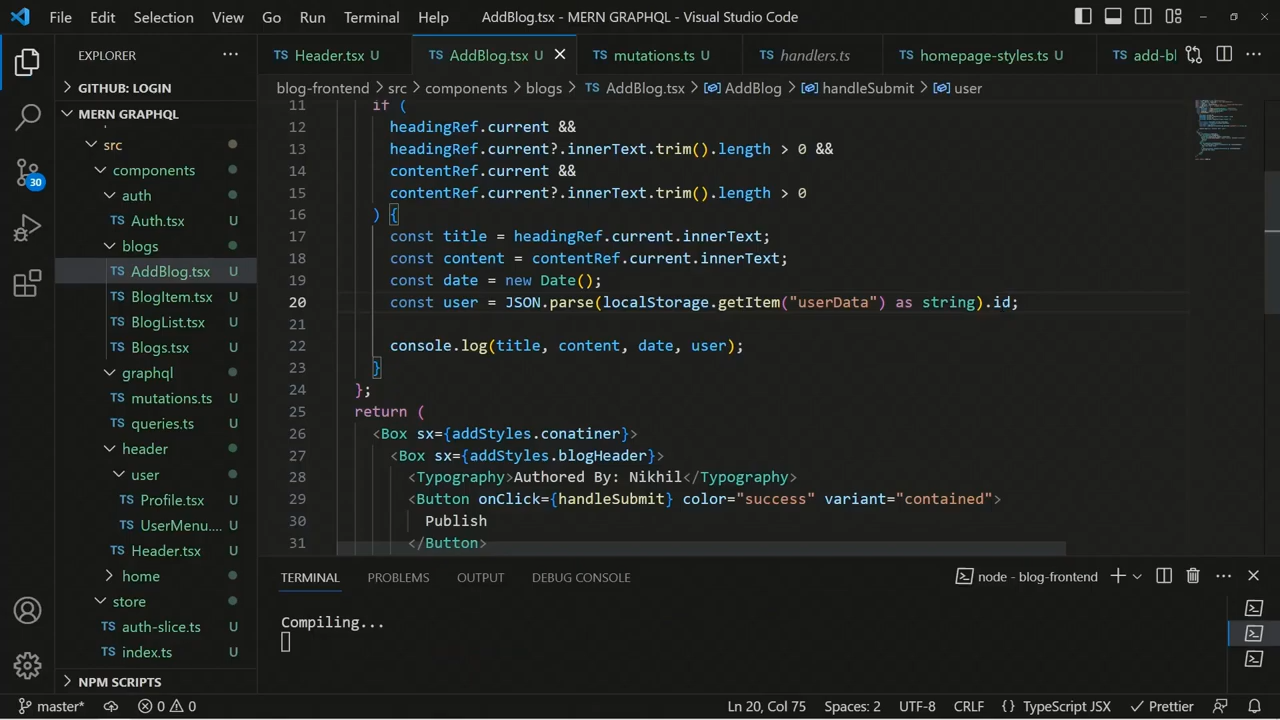 File Edit Selection View Go Run Terminal Help AddBlog.tsx - MERN GRAPHQL - Visual Studio Code
EXPLORER ...
GITHUB: LOGIN
MERN GRAPHQL
src
components
auth
TS Auth.tsx U
blogs
TS AddBlog.tsx U
TS BlogItem.tsx U
TS BlogList.tsx U
TS Blogs.tsx U
graphql
TS mutations.ts U
TS queries.ts U
header
user
TS Profile.tsx U
TS UserMenu.... U
TS Header.tsx U
home
store
TS auth-slice.ts U
TS index.ts U
NPM SCRIPTS
30
TS Header.tsx U TS AddBlog.tsx U TS mutations.ts U TS handlers.ts TS homepage-styles.ts U TS add-bl
blog-frontend > src > components > blogs > TS AddBlog.tsx > AddBlog > handleSubmit > user
11 if (
12 headingRef.current &&
13 headingRef.current?.innerText.trim().length > 0 &&
14 contentRef.current &&
15 contentRef.current?.innerText.trim().length > 0
16 ) {
17 const title = headingRef.current.innerText;
18 const content = contentRef.current.innerText;
19 const date = new Date();
20 const user = JSON.parse(localStorage.getItem("userData") as string).id;
21
22 console.log(title, content, date, user);
23 }
24 };
25 return (
26 <Box sx={addStyles.conatiner}>
27 <Box sx={addStyles.blogHeader}>
28 <Typography>Authored By: Nikhil</Typography>
29 <Button onClick={handleSubmit} color="success" variant="contained">
30 Publish
31 </Button>
TERMINAL PROBLEMS OUTPUT DEBUG CONSOLE node - blog-frontend
Compiling...
master* 0 0 Ln 20, Col 75 Spaces: 2 UTF-8 CRLF {} TypeScript JSX Prettier